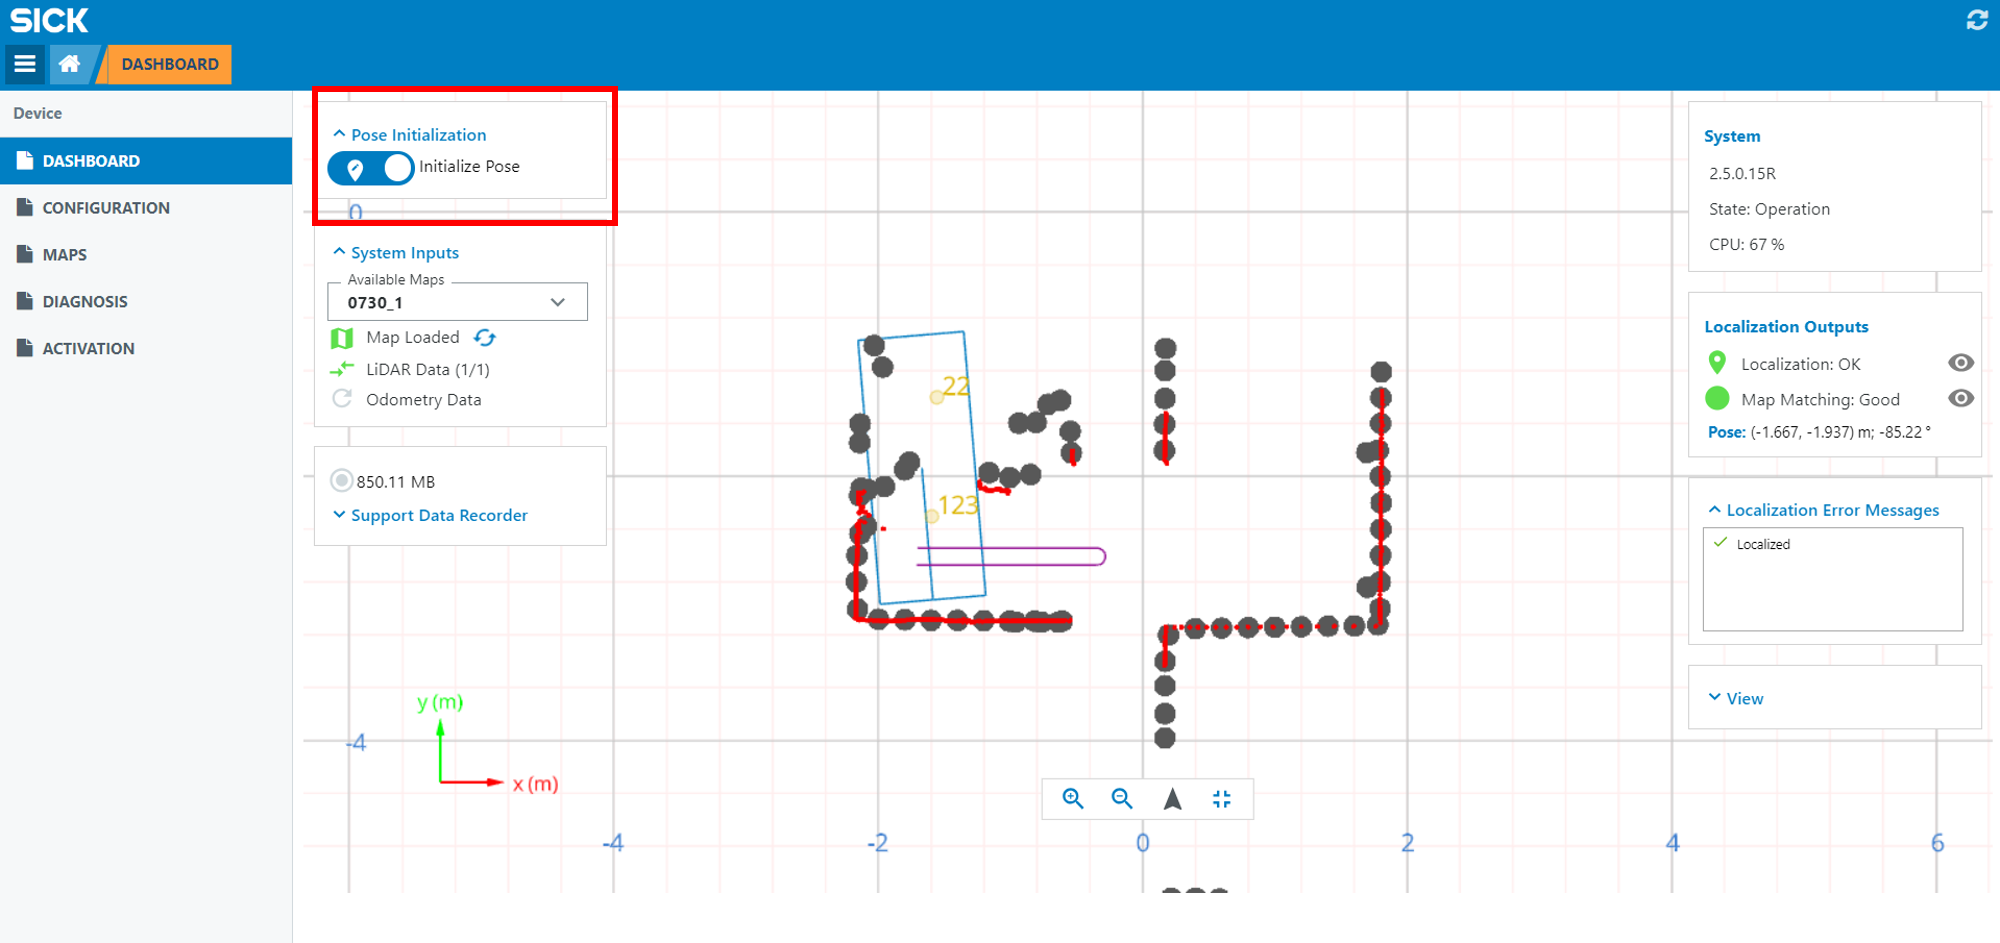 SICK
DASHBOARD
Device
DASHBOARD
CONFIGURATION
MAPS
DIAGNOSIS
ACTIVATION
Pose Initialization
Initialize Pose
0
System Inputs
Available Maps
0730_1
Map Loaded
LiDAR Data (1/1)
Odometry Data
850.11 MB
Support Data Recorder
22
123
y (m)
x (m)
-4
-4
-2
0
2
4
6
System
2.5.0.15R
State: Operation
CPU: 67 %
Localization Outputs
Localization: OK
Map Matching: Good
Pose: (-1.667, -1.937) m; -85.22 °
Localization Error Messages
Localized
View